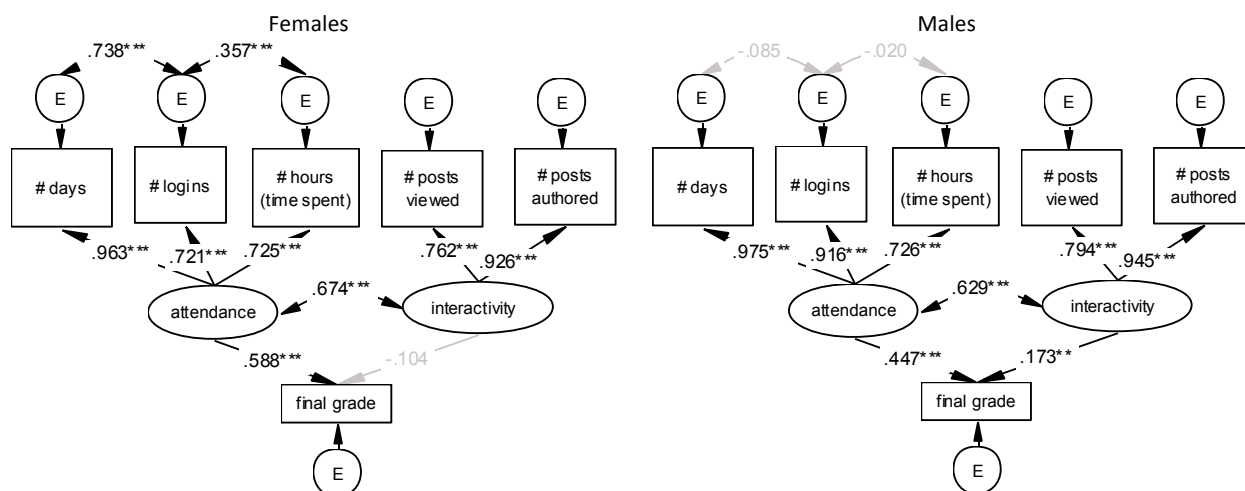 Females
.738*** .357***
E E E E E
# days
# logins
# hours
(time spent)
# posts
viewed
# posts
authored
.963*** .721*** .725*** .762*** .926***
attendance
.674***
interactivity
.588*** -.104
final grade
E
Males
-.085 -.020
E E E E E
# days
# logins
# hours
(time spent)
# posts
viewed
# posts
authored
.975*** .916*** .726*** .794*** .945***
attendance
.629***
interactivity
.447*** .173**
final grade
E